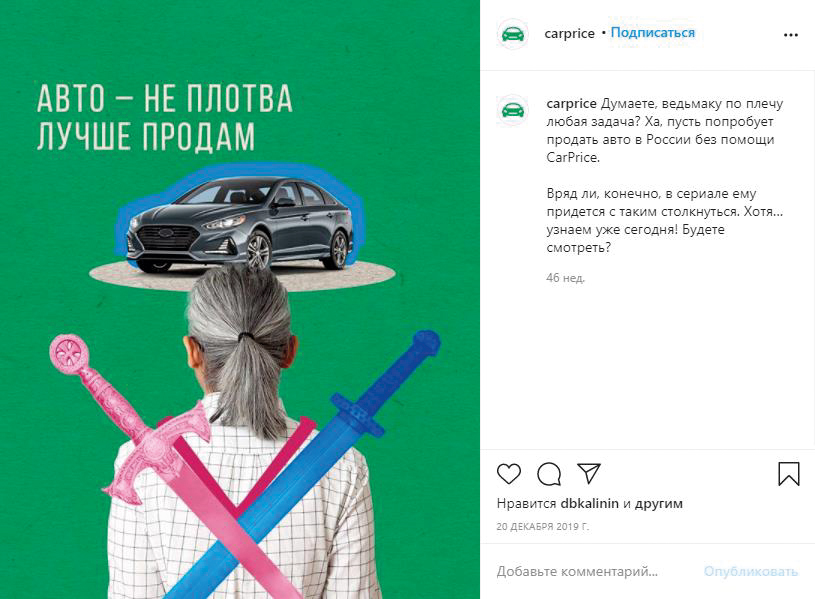 АВТО – НЕ ПЛОТВА
ЛУЧШЕ ПРОДАМ
carprice • Подписаться
carprice Думаете, ведьмаку по плечу
любая задача? Ха, пусть попробует
продать авто в России без помощи
CarPrice.
Вряд ли, конечно, в сериале ему
придется с таким столкнуться. Хотя...
узнаем уже сегодня! Будете
смотреть?
46 нед.
Нравится dbkalinin и другим
20 ДЕКАБРЯ 2019 Г.
Добавьте комментарий... Опубликовать